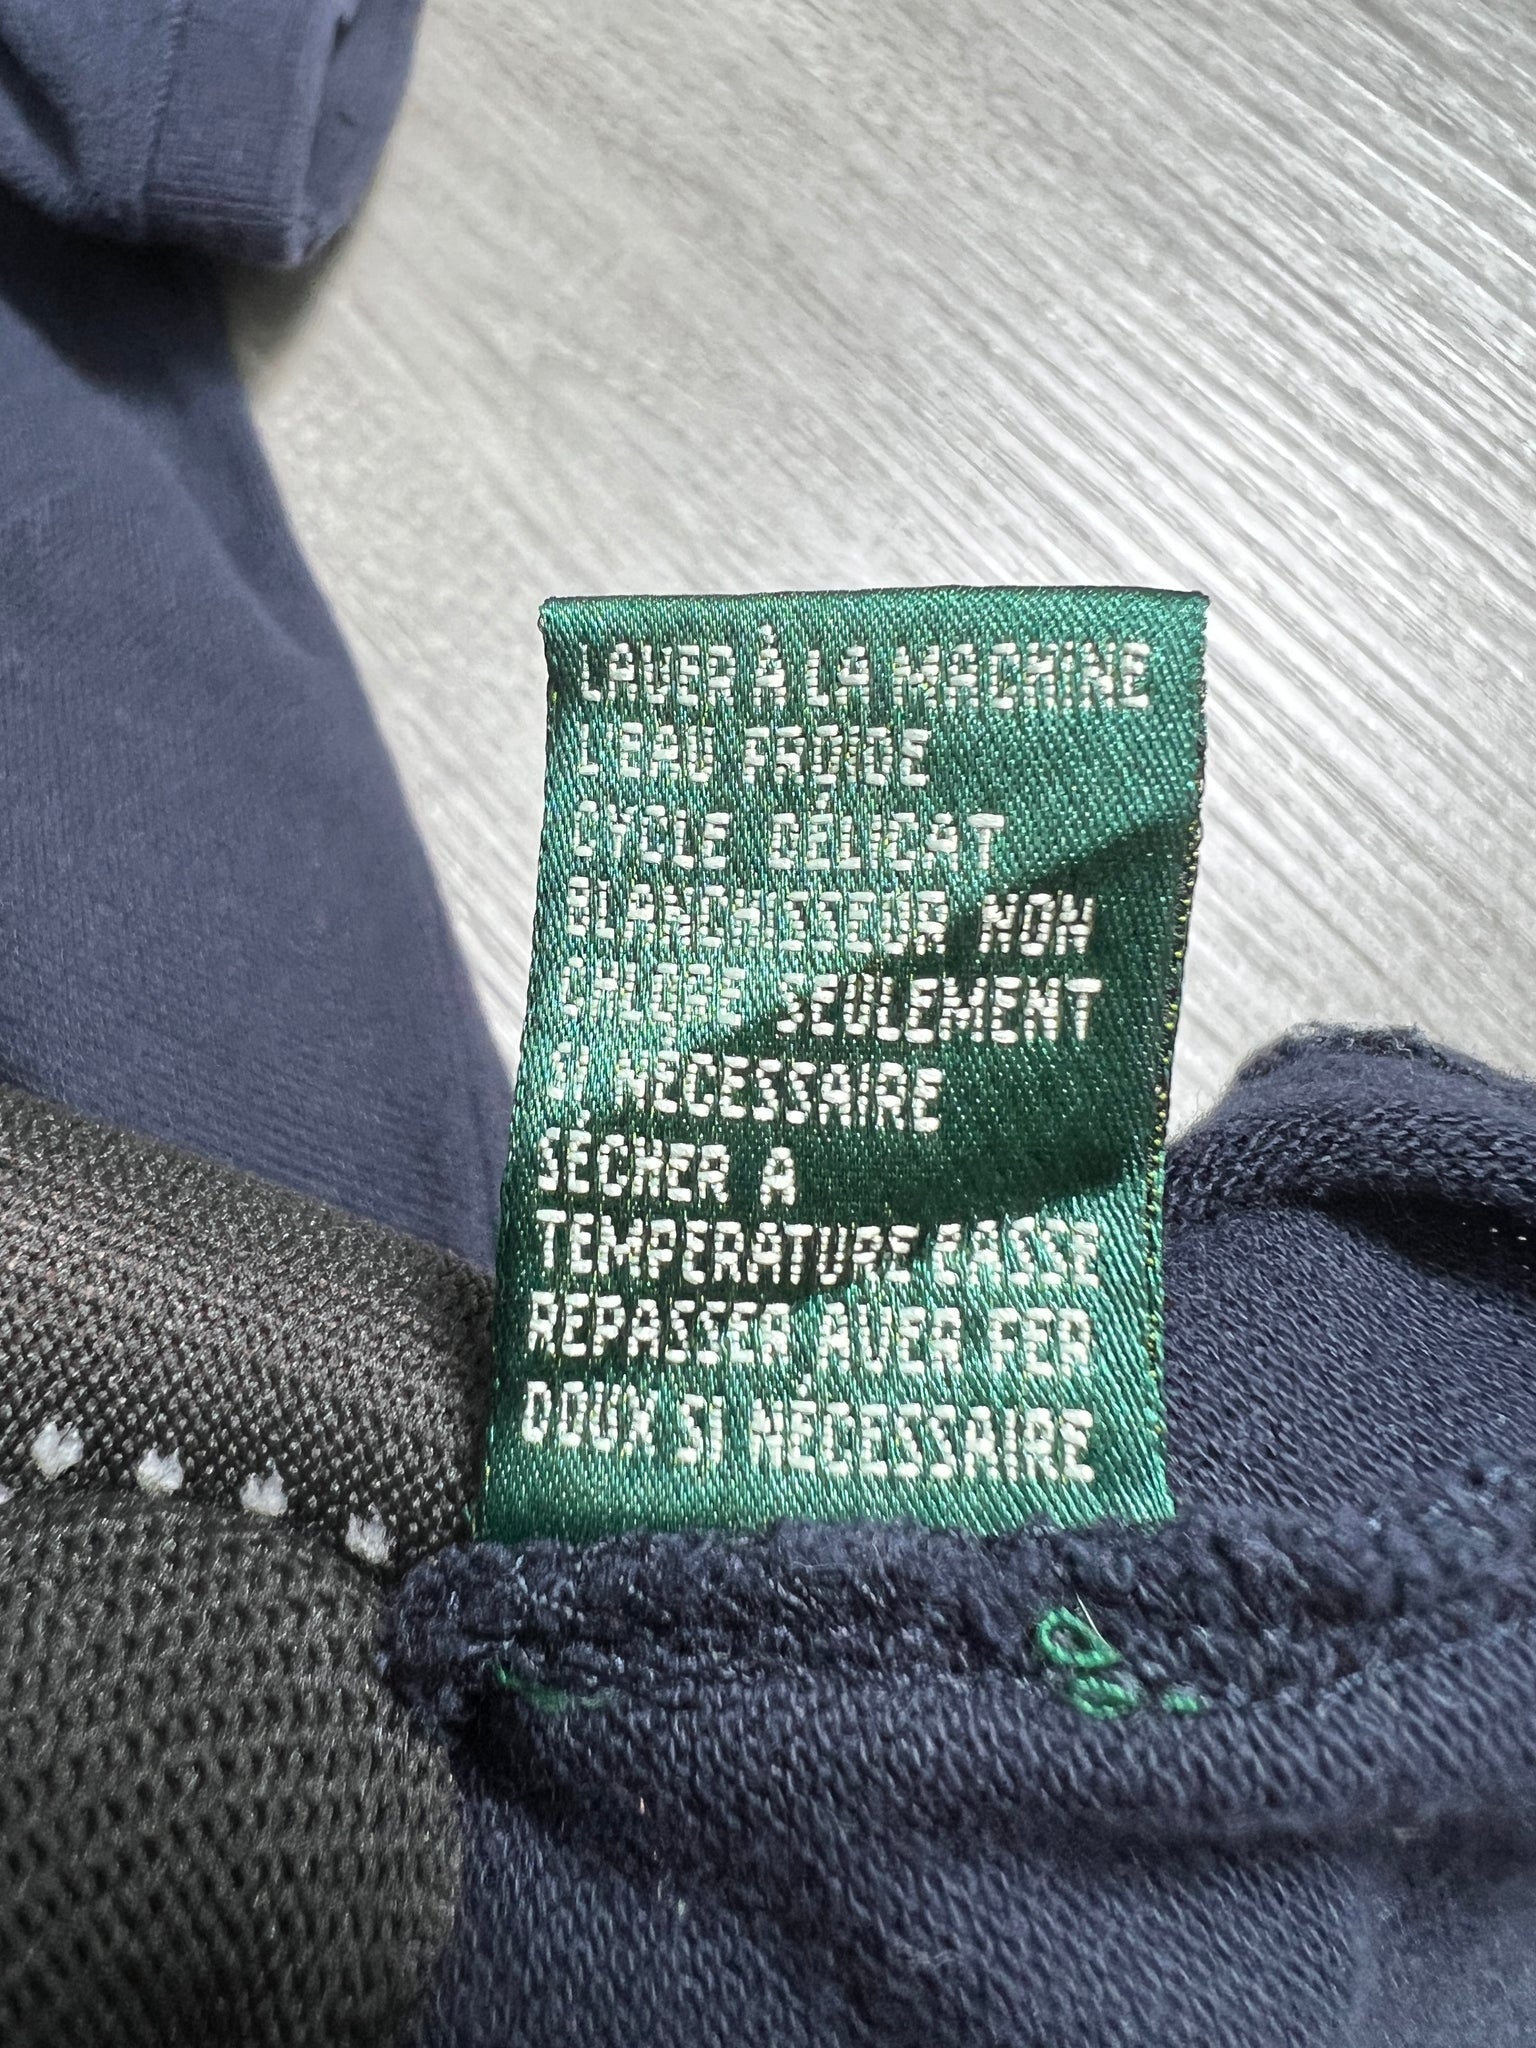 LAVER À LA MACHINE
L'EAU FROIDE
CYCLE DÉLICAT
BLANCHISSEUR NON
CHLORE SEULEMENT
SI NÉCESSAIRE
SÉCHER A
TEMPERATURE BASSE
REPASSER AVER FER
DOUX SI NÉCESSAIRE